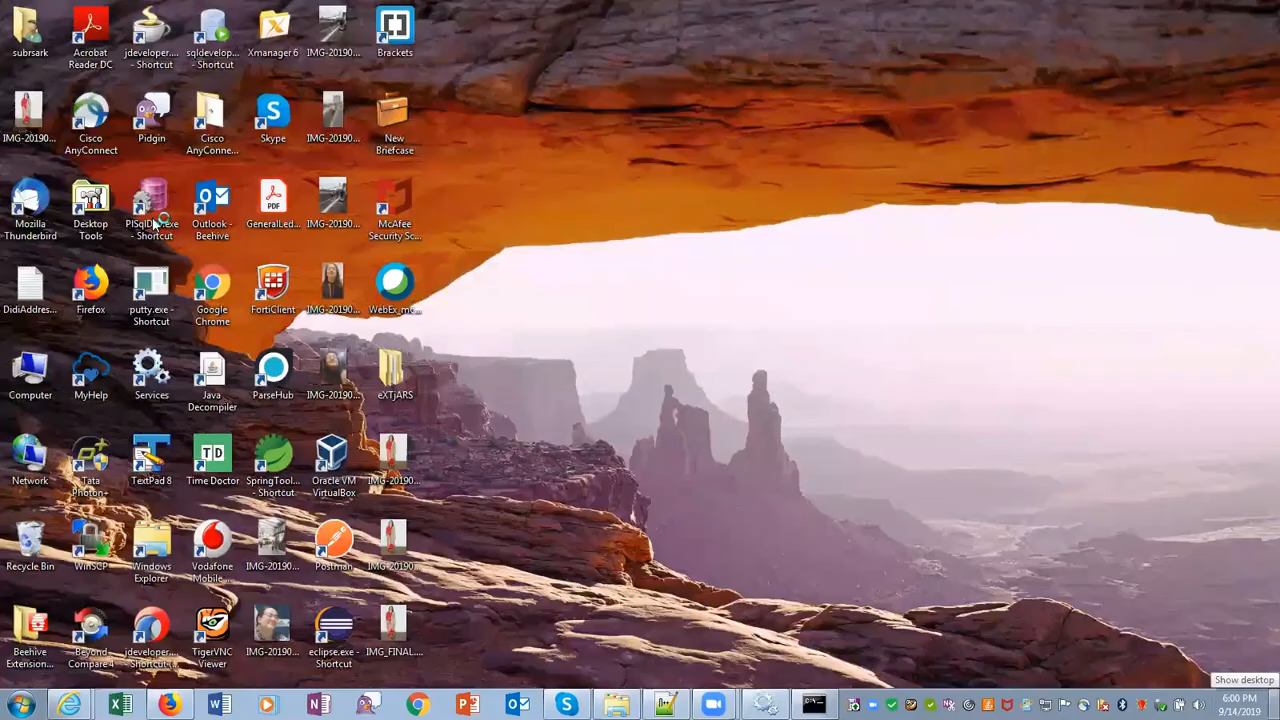 subrsark
Acrobat
Reader DC
jdeveloper....
- Shortcut
sqldevelop...
- Shortcut
Xmanager 6
IMG-20190...
Brackets
IMG-20190...
Cisco
AnyConnect
Pidgin
Cisco
AnyConne...
Skype
IMG-20190...
New
Briefcase
Mozilla
Thunderbird
Desktop
Tools
- Shortcut
Outlook -
Beehive
PDF
GeneralLed...
IMG-20190...
McAfee
Security Sc...
DidiAddres...
Firefox
putty.exe -
Shortcut
Google
Chrome
FortiClient
IMG-20190...
WebEx_mc...
Computer
MyHelp
Services
Java
Decompiler
ParseHub
IMG-20190...
eXTjARS
Network
Tata
Photon+
TextPad 8
TD
Time Doctor
SpringTool...
- Shortcut
Oracle VM
VirtualBox
IMG-20190...
Recycle Bin
WinSCP
Windows
Explorer
Vodafone
Mobile ...
IMG-20190...
Postman
IMG-20190...
Beehive
Extension...
Beyond
Compare 4
jdeveloper...
- Shortcut (...
TigerVNC
Viewer
IMG-20190...
eclipse.exe -
Shortcut
IMG_FINAL....
Show desktop
6:00 PM
9/14/2019